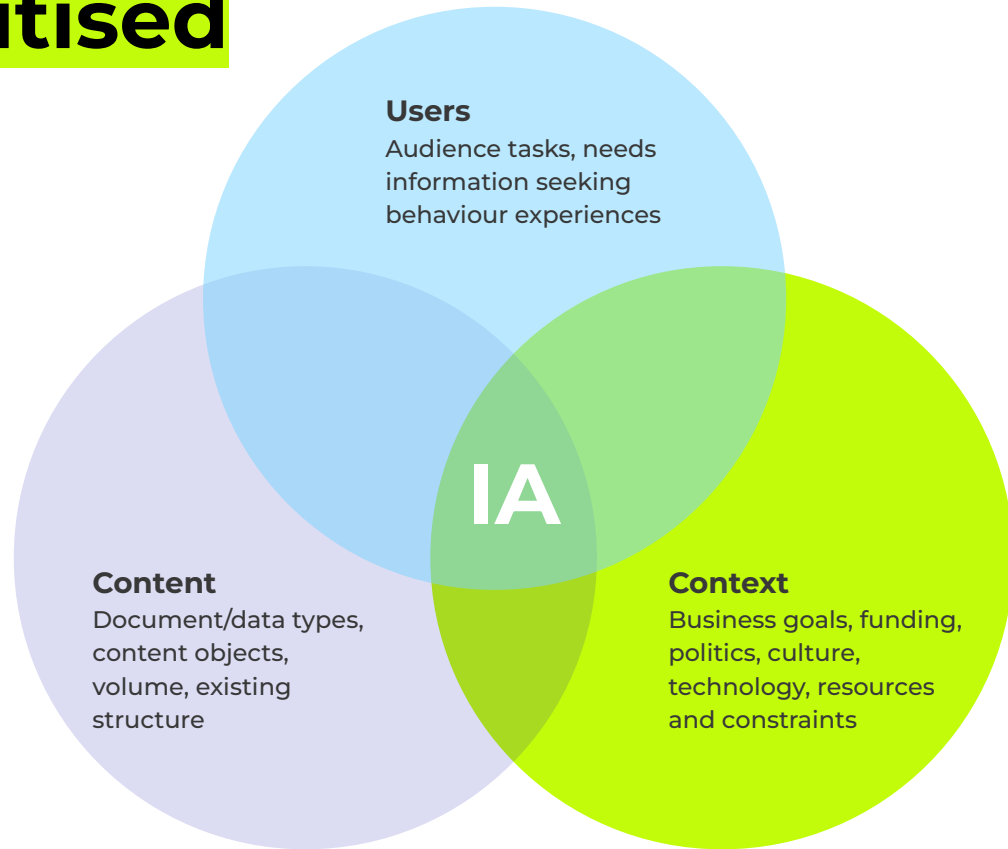 itised
Users
Audience tasks, needs
information seeking
behaviour experiences
IA
Content
Document/data types,
content objects,
volume, existing
structure
Context
Business goals, funding,
politics, culture,
technology, resources
and constraints